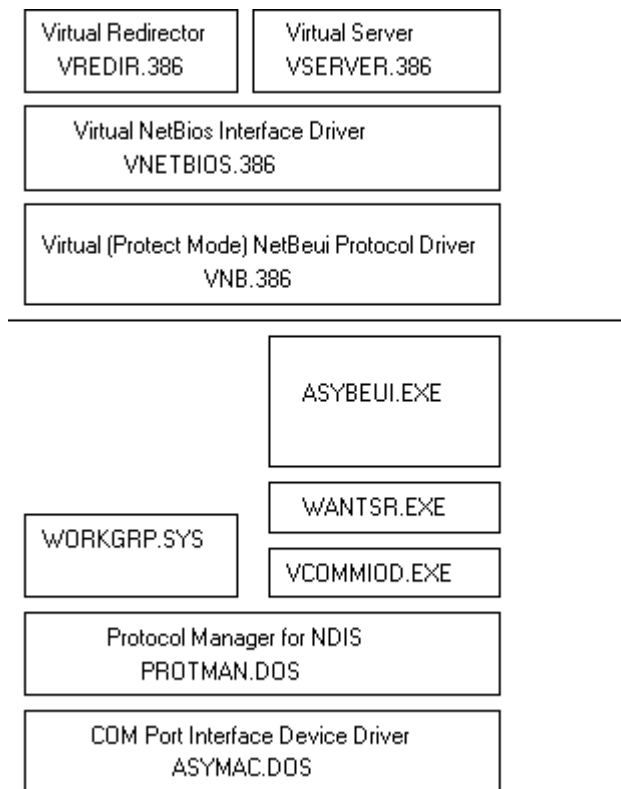 Virtual Redirector
VREDIR.386
Virtual Server
VSERVER.386
Virtual NetBios Interface Driver
VNETBIOS.386
Virtual (Protect Mode) NetBeui Protocol Driver
VNB.386
ASYBEUI.EXE
WANTSR.EXE
WORKGRP.SYS
VCOMMIOD.EXE
Protocol Manager for NDIS
PROTMAN.DOS
COM Port Interface Device Driver
ASYMAC.DOS